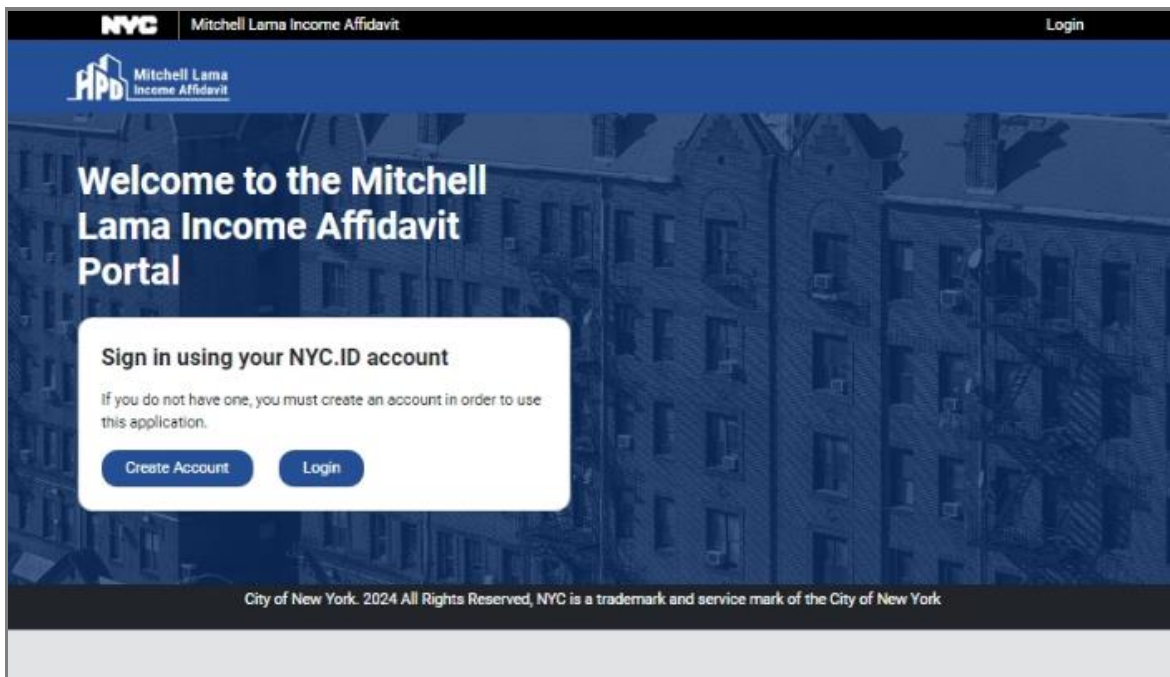 NYC Mitchell Lama Income Affidavit Login
HPD Mitchell Lama
Income Affidavit
Welcome to the Mitchell
Lama Income Affidavit
Portal
Sign in using your NYC.ID account
If you do not have one, you must create an account in order to use
this application.
Create Account Login
City of New York. 2024 All Rights Reserved, NYC is a trademark and service mark of the City of New York